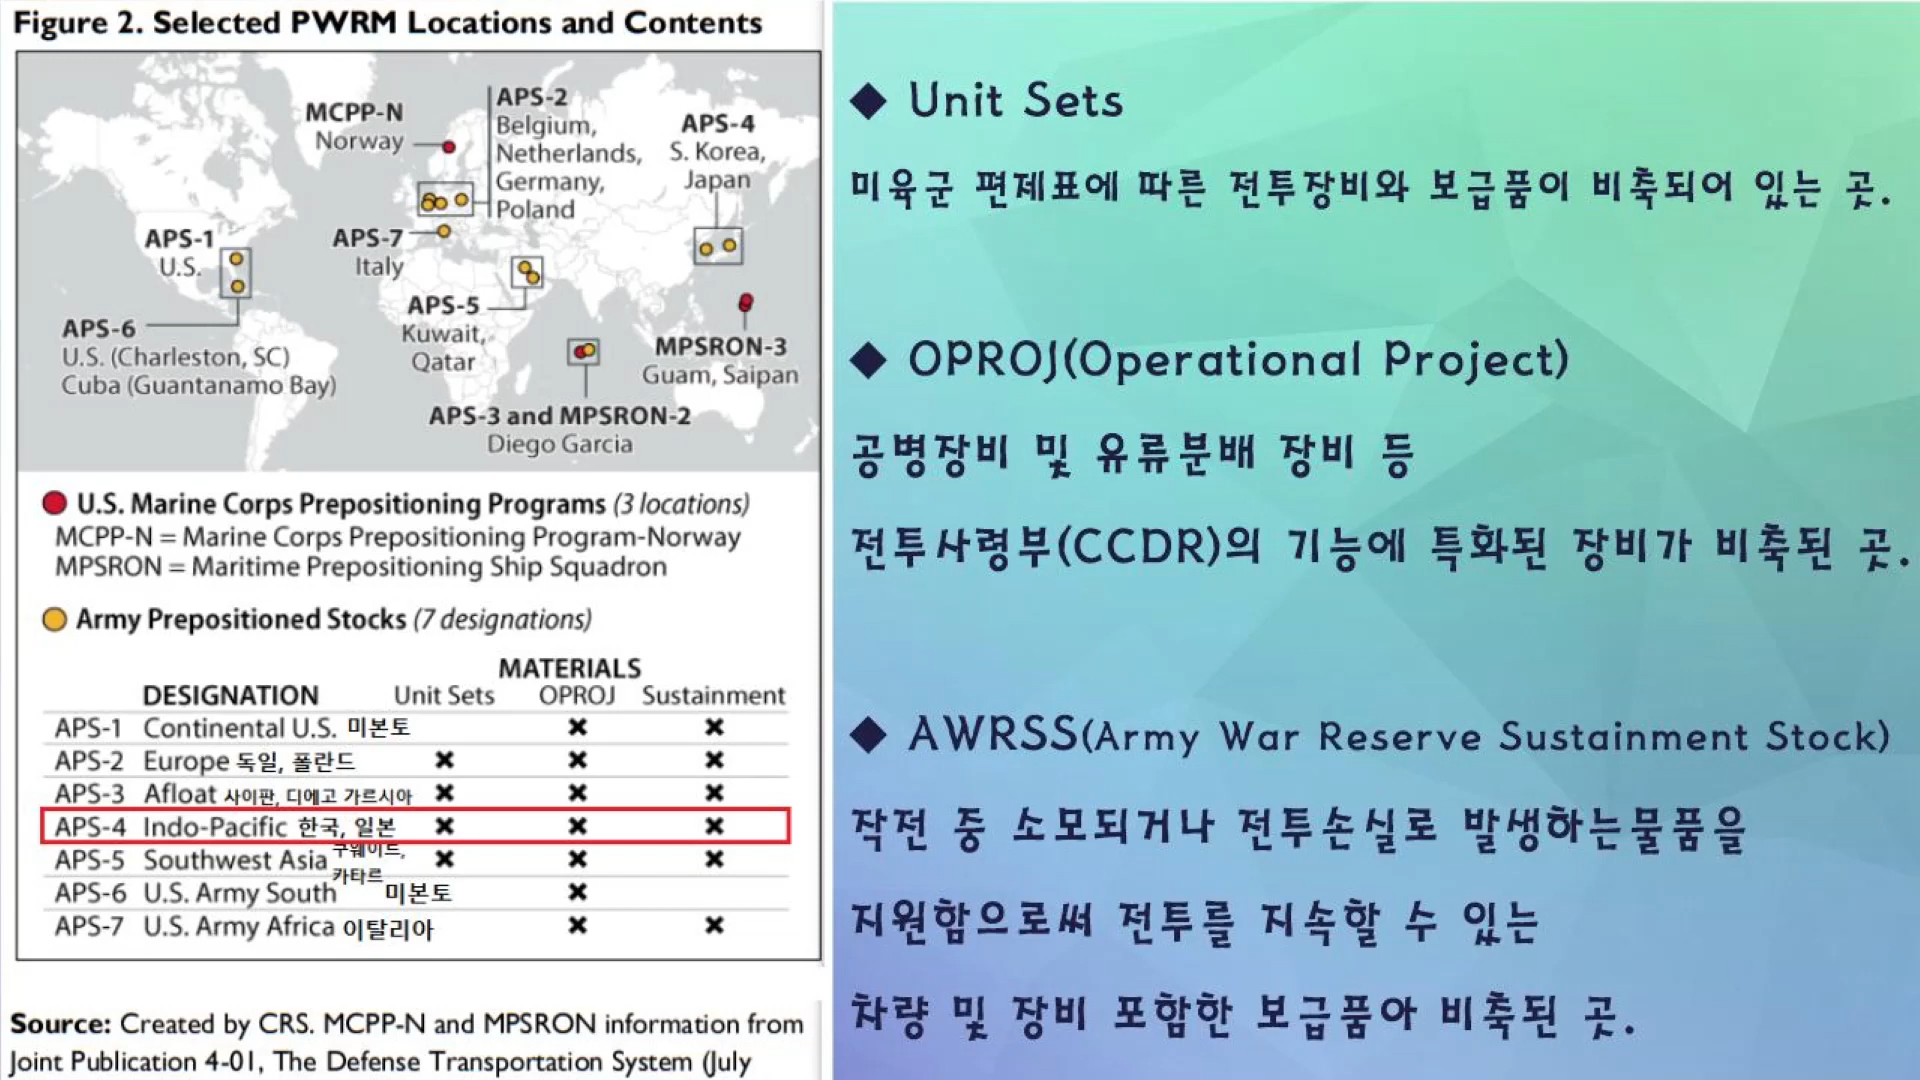 Figure 2. Selected PWRM Locations and Contents
MCPP-N
Norway
APS-2
Belgium,
Netherlands,
Germany,
Poland
APS-4
S. Korea,
Japan
APS-1
U.S.
APS-7
Italy
APS-5
Kuwait,
Qatar
APS-6
U.S. (Charleston, SC)
Cuba (Guantanamo Bay)
MPSRON-3
Guam, Saipan
APS-3 and MPSRON-2
Diego Garcia
U.S. Marine Corps Prepositioning Programs (3 locations)
MCPP-N = Marine Corps Prepositioning Program-Norway
MPSRON = Maritime Prepositioning Ship Squadron
Army Prepositioned Stocks (7 designations)
MATERIALS
DESIGNATION Unit Sets OPROJ Sustainment
APS-1 Continental U.S. 미본토 ✖ ✖
APS-2 Europe 독일, 폴란드 ✖ ✖ ✖
APS-3 Afloat 사이판, 디에고 가르시아 ✖ ✖ ✖
APS-4 Indo-Pacific 한국, 일본 ✖ ✖ ✖
APS-5 Southwest Asia 쿠웨이트, 카타르 ✖ ✖ ✖
APS-6 U.S. Army South 미본토 ✖
APS-7 U.S. Army Africa 이탈리아 ✖ ✖
Source: Created by CRS. MCPP-N and MPSRON information from
Joint Publication 4-01, The Defense Transportation System (July
◆ Unit Sets
미육군 편제표에 따른 전투장비와 보급품이 비축되어 있는 곳.
◆ OPROJ(Operational Project)
공병장비 및 유류분배 장비 등
전투사령부(CCDR)의 기능에 특화된 장비가 비축된 곳.
◆ AWRSS(Army War Reserve Sustainment Stock)
작전 중 소모되거나 전투손실로 발생하는물품을
지원함으로써 전투를 지속할 수 있는
차량 및 장비 포함한 보급품아 비축된 곳.